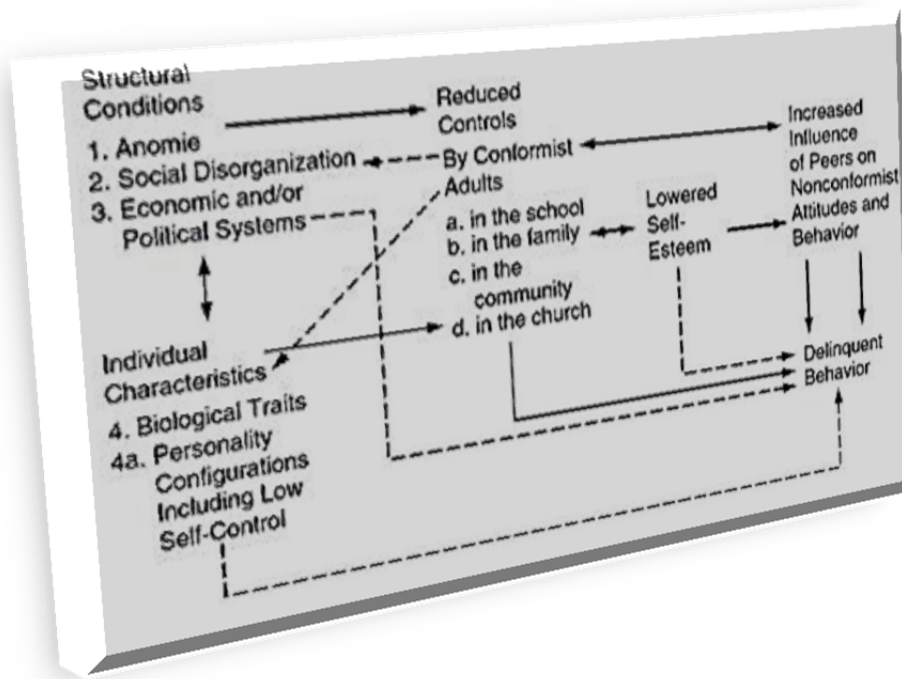 Structural
Conditions
1. Anomie
2. Social Disorganization
3. Economic and/or
Political Systems
Individual
Characteristics
4. Biological Traits
4a. Personality
Configurations
Including Low
Self-Control
Reduced
Controls
By Conformist
Adults
a. in the school
b. in the family
c. in the
community
d. in the church
Lowered
Self-
Esteem
Increased
Influence
of Peers on
Nonconformist
Attitudes and
Behavior
Delinquent
Behavior